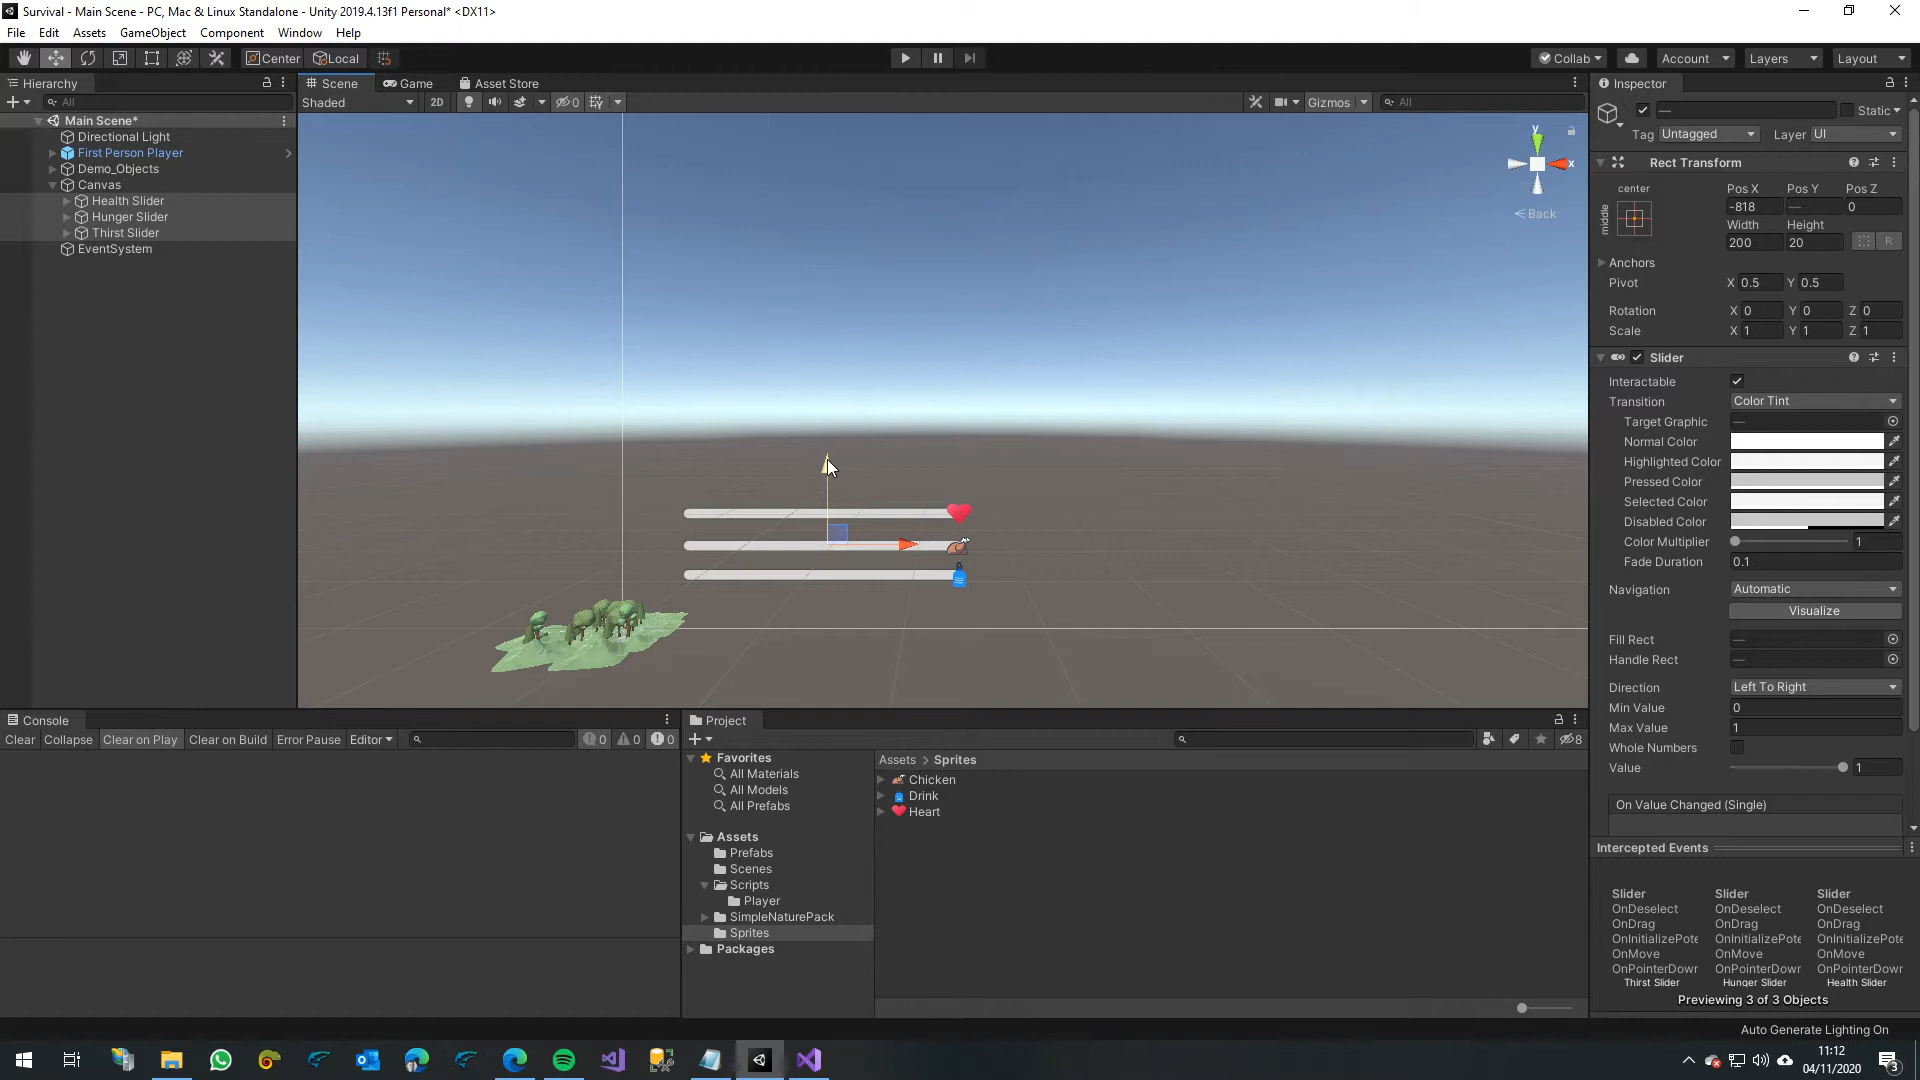 Survival - Main Scene - PC, Mac & Linux Standalone - Unity 2019.4.13f1 Personal* <DX11>
File Edit Assets GameObject Component Window Help
Center Local Collab Account Layers Layout
Hierarchy Scene Game Asset Store Inspector
All Shaded 2D 0 Gizmos All
Static
Tag Untagged Layer UI
Main Scene*
Directional Light
First Person Player
Demo_Objects
Canvas
Health Slider
Hunger Slider
Thirst Slider
EventSystem
y
x
Back
Rect Transform
center Pos X Pos Y Pos Z
middle -818 — 0
Width Height
200 20 R
Anchors
Pivot X 0.5 Y 0.5
Rotation X 0 Y 0 Z 0
Scale X 1 Y 1 Z 1
Slider
Interactable
Transition Color Tint
Target Graphic —
Normal Color
Highlighted Color
Pressed Color
Selected Color
Disabled Color
Color Multiplier 1
Fade Duration 0.1
Navigation Automatic
Visualize
Fill Rect —
Handle Rect —
Direction Left To Right
Min Value 0
Max Value 1
Whole Numbers
Value 1
On Value Changed (Single)
Console
Clear Collapse Clear on Play Clear on Build Error Pause Editor 0 0 0
Project
8
Favorites
All Materials
All Models
All Prefabs
Assets
Prefabs
Scenes
Scripts
Player
SimpleNaturePack
Sprites
Packages
Assets > Sprites
Chicken
Drink
Heart
Intercepted Events
Slider Slider Slider
OnDeselect OnDeselect OnDeselect
OnDrag OnDrag OnDrag
OnInitializePote OnInitializePote OnInitializePote
OnMove OnMove OnMove
OnPointerDowr OnPointerDowr OnPointerDowr
Thirst Slider Hunger Slider Health Slider
Previewing 3 of 3 Objects
Auto Generate Lighting On
11:12
04/11/2020
3